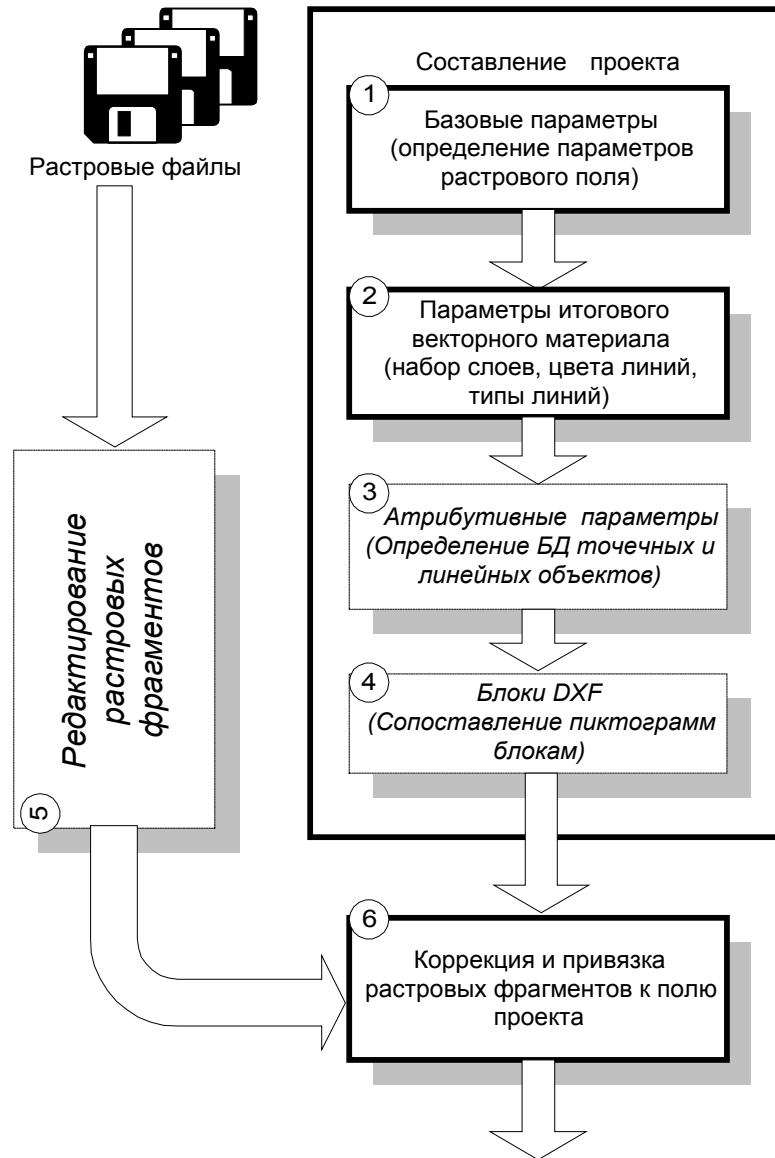 Растровые файлы
Составление проекта
1
Базовые параметры
(определение параметров
растрового поля)
2
Параметры итогового
векторного материала
(набор слоев, цвета линий,
типы линий)
3
Атрибутивные параметры
(Определение БД точечных и
линейных объектов)
4
Блоки DXF
(Сопоставление пиктограмм
блокам)
5
Редактирование
растровых
фрагментов
6
Коррекция и привязка
растровых фрагментов к полю
проекта